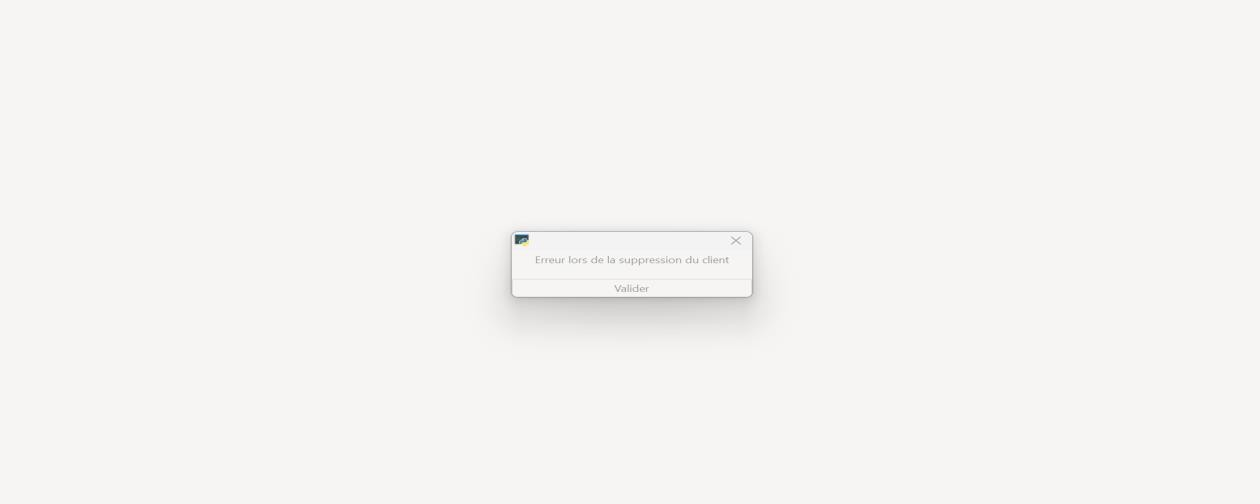 Erreur lors de la suppression du client
Valider